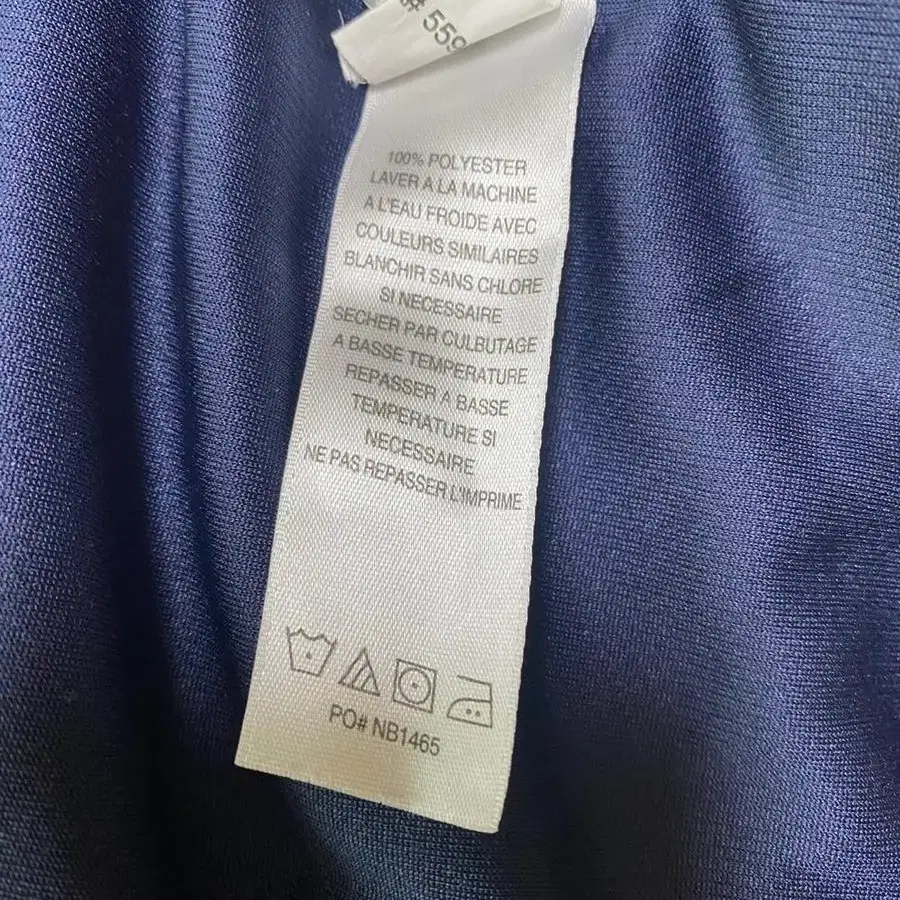 # 559
100% POLYESTER
LAVER A LA MACHINE
A L'EAU FROIDE AVEC
COULEURS SIMILAIRES
BLANCHIR SANS CHLORE
SI NECESSAIRE
SECHER PAR CULBUTAGE
A BASSE TEMPERATURE
REPASSER A BASSE
TEMPERATURE SI
NECESSAIRE
NE PAS REPASSER L'IMPRIME
PO# NB1465